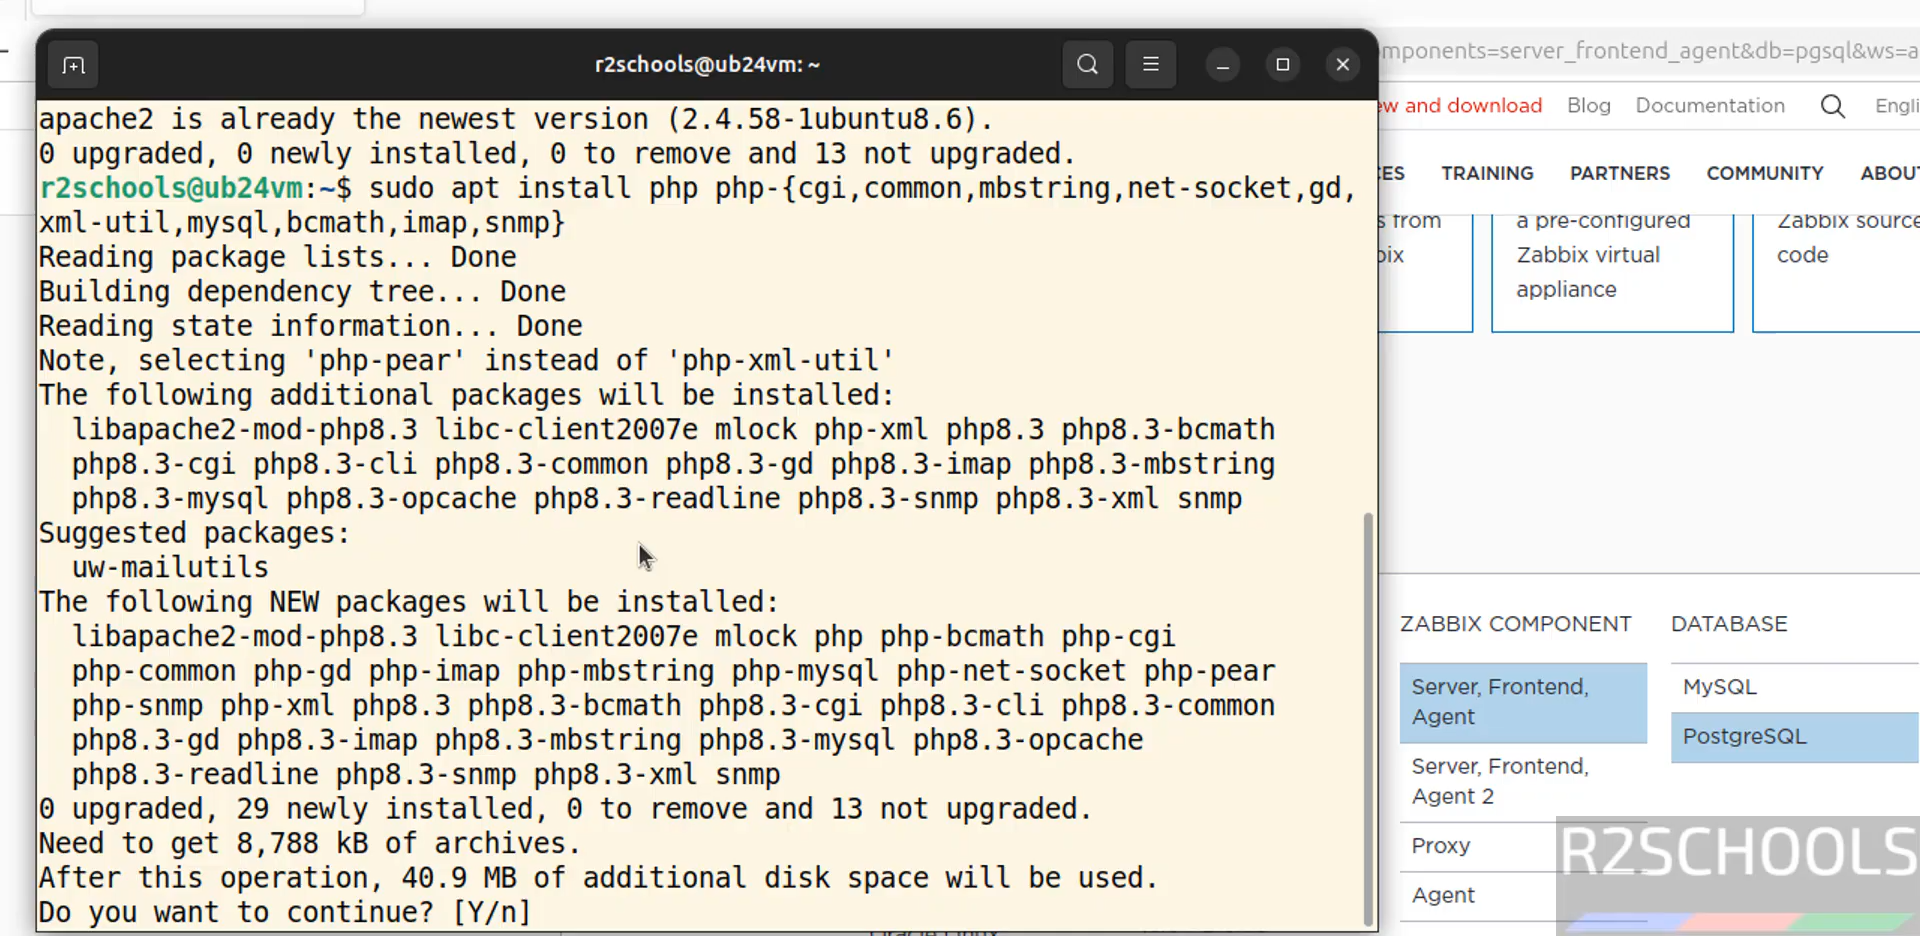 r2schools@ub24vm: ~
apache2 is already the newest version (2.4.58-1ubuntu8.6).
0 upgraded, 0 newly installed, 0 to remove and 13 not upgraded.
r2schools@ub24vm:~$ sudo apt install php php-{cgi,common,mbstring,net-socket,gd,
xml-util,mysql,bcmath,imap,snmp}
Reading package lists... Done
Building dependency tree... Done
Reading state information... Done
Note, selecting 'php-pear' instead of 'php-xml-util'
The following additional packages will be installed:
libapache2-mod-php8.3 libc-client2007e mlock php-xml php8.3 php8.3-bcmath
php8.3-cgi php8.3-cli php8.3-common php8.3-gd php8.3-imap php8.3-mbstring
php8.3-mysql php8.3-opcache php8.3-readline php8.3-snmp php8.3-xml snmp
Suggested packages:
uw-mailutils
The following NEW packages will be installed:
libapache2-mod-php8.3 libc-client2007e mlock php php-bcmath php-cgi
php-common php-gd php-imap php-mbstring php-mysql php-net-socket php-pear
php-snmp php-xml php8.3 php8.3-bcmath php8.3-cgi php8.3-cli php8.3-common
php8.3-gd php8.3-imap php8.3-mbstring php8.3-mysql php8.3-opcache
php8.3-readline php8.3-snmp php8.3-xml snmp
0 upgraded, 29 newly installed, 0 to remove and 13 not upgraded.
Need to get 8,788 kB of archives.
After this operation, 40.9 MB of additional disk space will be used.
Do you want to continue? [Y/n]
mponents=server_frontend_agent&db=pgsql&ws=a
ew and download Blog Documentation Engli
CES TRAINING PARTNERS COMMUNITY ABOU
s from
bix
a pre-configured
Zabbix virtual
appliance
Zabbix source
code
ZABBIX COMPONENT
Server, Frontend,
Agent
Server, Frontend,
Agent 2
Proxy
Agent
DATABASE
MySQL
PostgreSQL
R2SCHOOLS